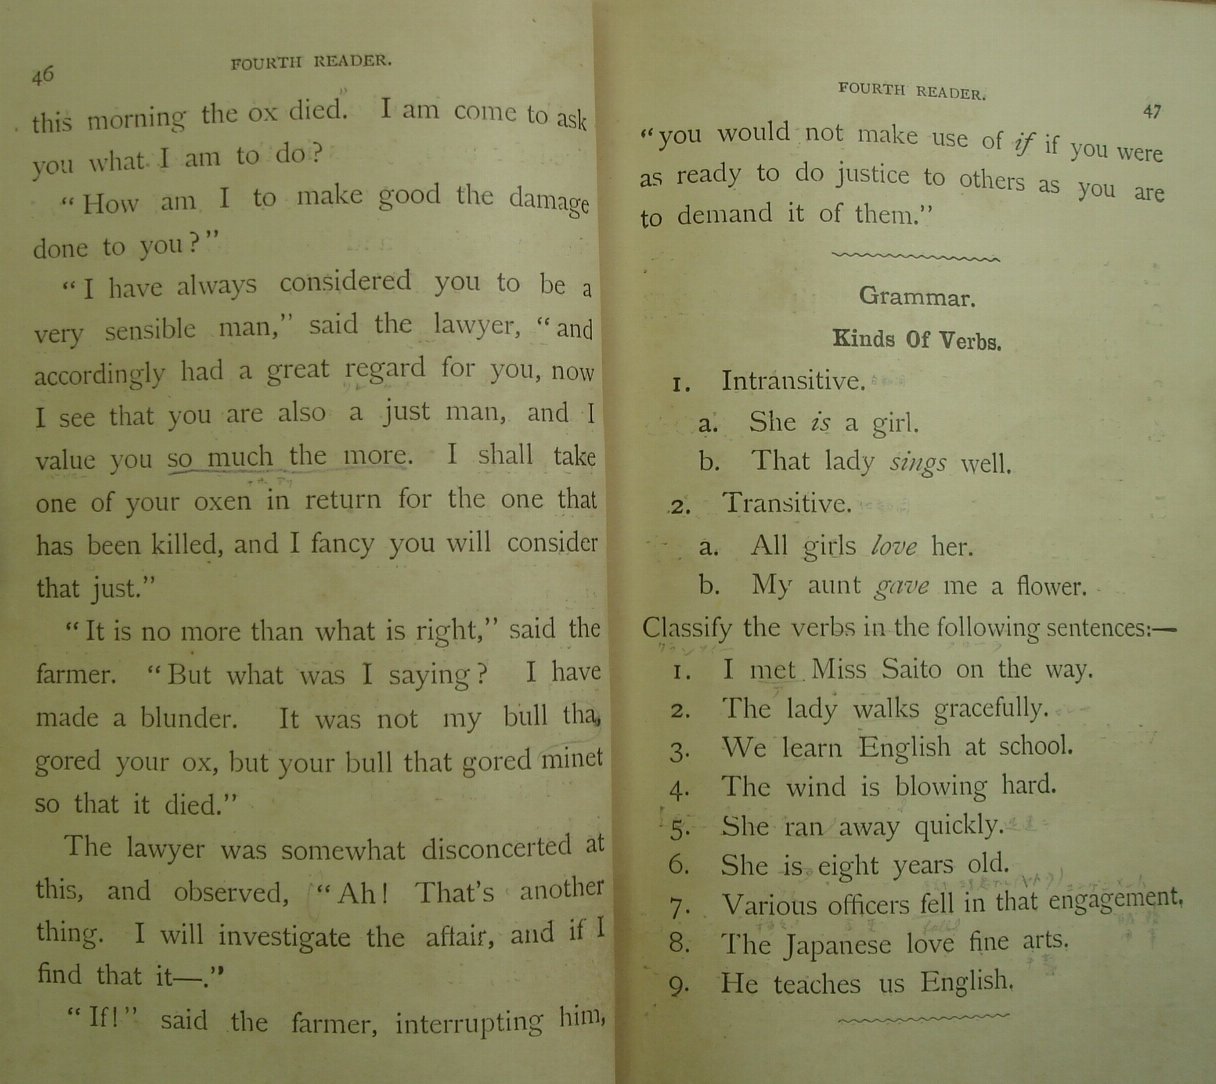 46
FOURTH READER.
this morning the ox died. I am come to ask
you what I am to do?
“How am I to make good the damage
done to you?”
“I have always considered you to be a
very sensible man,” said the lawyer, “and
accordingly had a great regard for you, now
I see that you are also a just man, and I
value you so much the more. I shall take
one of your oxen in return for the one that
has been killed, and I fancy you will consider
that just.”
“It is no more than what is right,” said the
farmer. “But what was I saying? I have
made a blunder. It was not my bull tha,
gored your ox, but your bull that gored minet
so that it died.”
The lawyer was somewhat disconcerted at
this, and observed, “Ah! That’s another
thing. I will investigate the affair, and if I
find that it—.”
“If!” said the farmer, interrupting him,
FOURTH READER.
47
“you would not make use of if if you were
as ready to do justice to others as you are
to demand it of them.”
Grammar.
Kinds Of Verbs.
1. Intransitive.
a. She is a girl.
b. That lady sings well.
2. Transitive.
a. All girls love her.
b. My aunt gave me a flower.
Classify the verbs in the following sentences:—
1. I met Miss Saito on the way.
2. The lady walks gracefully.
3. We learn English at school.
4. The wind is blowing hard.
5. She ran away quickly.
6. She is eight years old.
7. Various officers fell in that engagement.
8. The Japanese love fine arts.
9. He teaches us English.